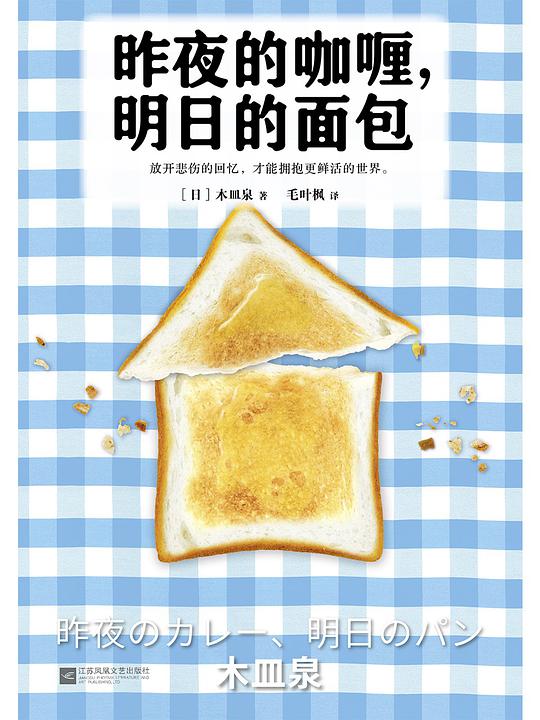 昨夜的咖喱，
明日的面包
放开悲伤的回忆，才能拥抱更鲜活的世界。
［日］木皿泉 著 毛叶枫 译
昨夜のカレー、明日のパン
江苏凤凰文艺出版社
木皿泉